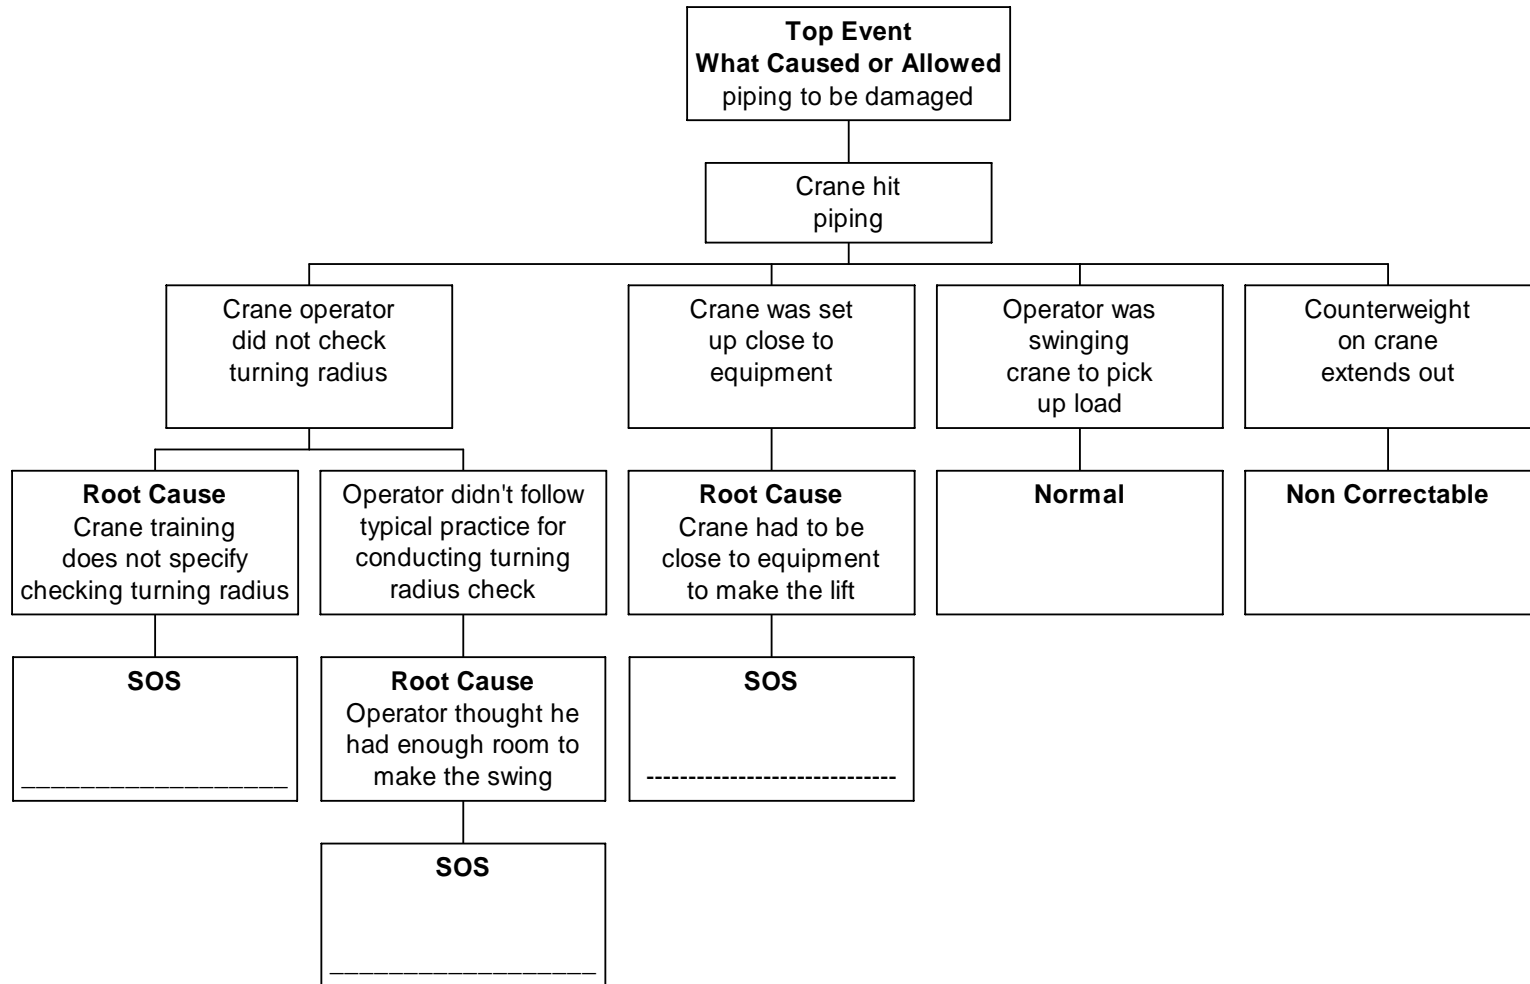 Top Event
What Caused or Allowed
piping to be damaged
Crane hit
piping
Crane operator
did not check
turning radius
Crane was set
up close to
equipment
Operator was
swinging
crane to pick
up load
Counterweight
on crane
extends out
Root Cause
Crane training
does not specify
checking turning radius
Operator didn't follow
typical practice for
conducting turning
radius check
Root Cause
Crane had to be
close to equipment
to make the lift
Normal
Non Correctable
SOS
__________________
Root Cause
Operator thought he
had enough room to
make the swing
SOS
------------------------------
SOS
__________________